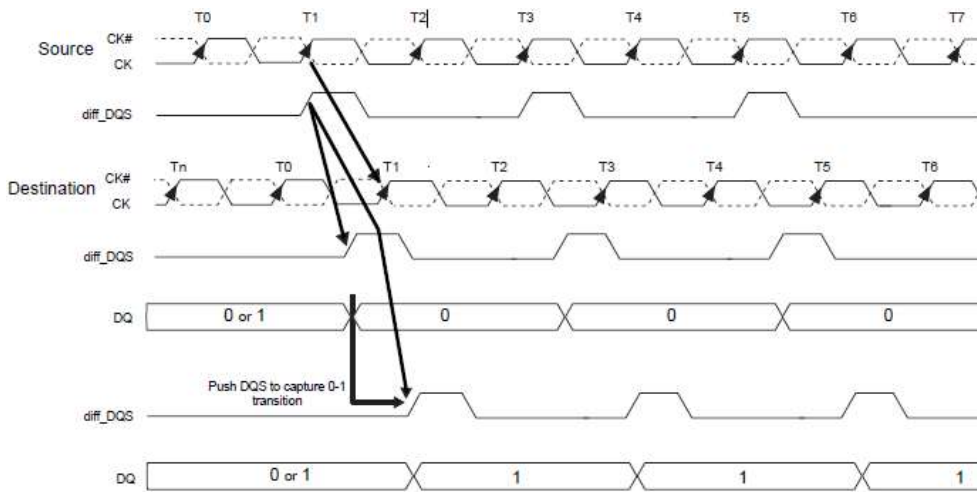 T0 T1 T2 T3 T4 T5 T6 T7
Source CK#
CK
diff_DQS
Tn T0 T1 T2 T3 T4 T5 T6
Destination CK#
CK
diff_DQS
DQ 0 or 1 0 0 0
Push DQS to capture 0-1
transition
diff_DQS
DQ 0 or 1 1 1 1